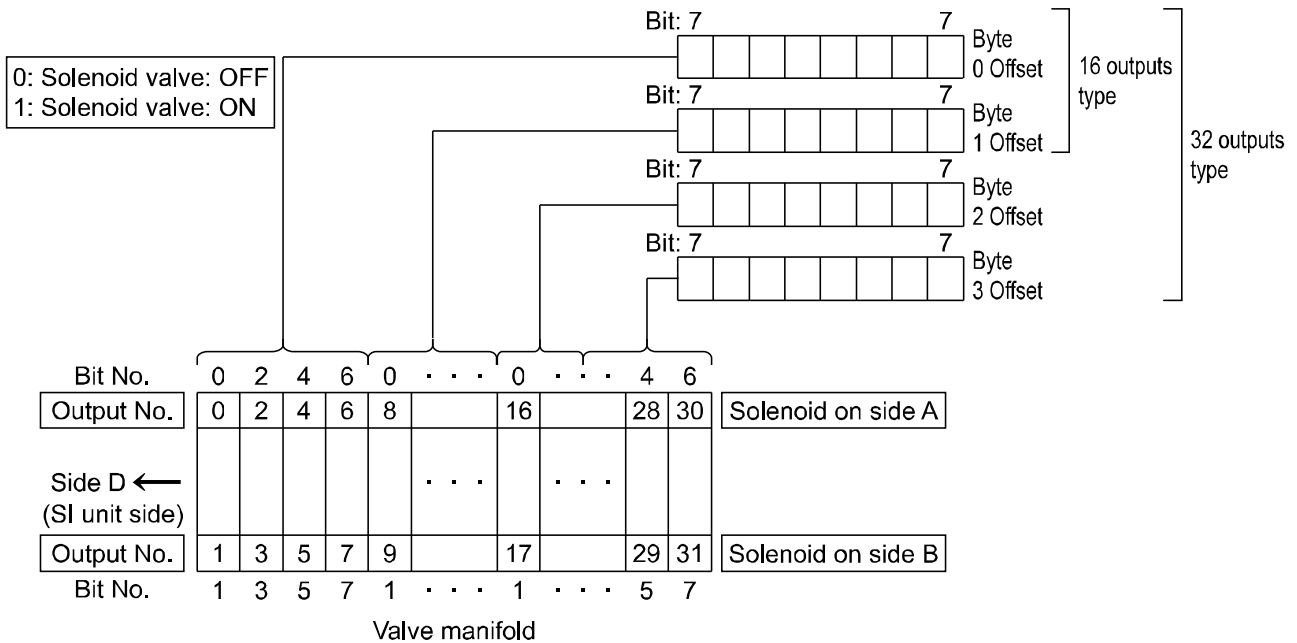 Bit: 7 7
Byte
0 Offset
0: Solenoid valve: OFF
1: Solenoid valve: ON
16 outputs
type
Bit: 7 7
Byte
1 Offset
32 outputs
type
Bit: 7 7
Byte
2 Offset
Bit: 7 7
Byte
3 Offset
Bit No. 0 2 4 6 0 · · · 0 · · · 4 6
Output No. 0 2 4 6 8 16 28 30 Solenoid on side A
Side D ← · · · · · ·
(SI unit side)
Output No. 1 3 5 7 9 17 29 31 Solenoid on side B
Bit No. 1 3 5 7 1 · · · 1 · · · 5 7
Valve manifold